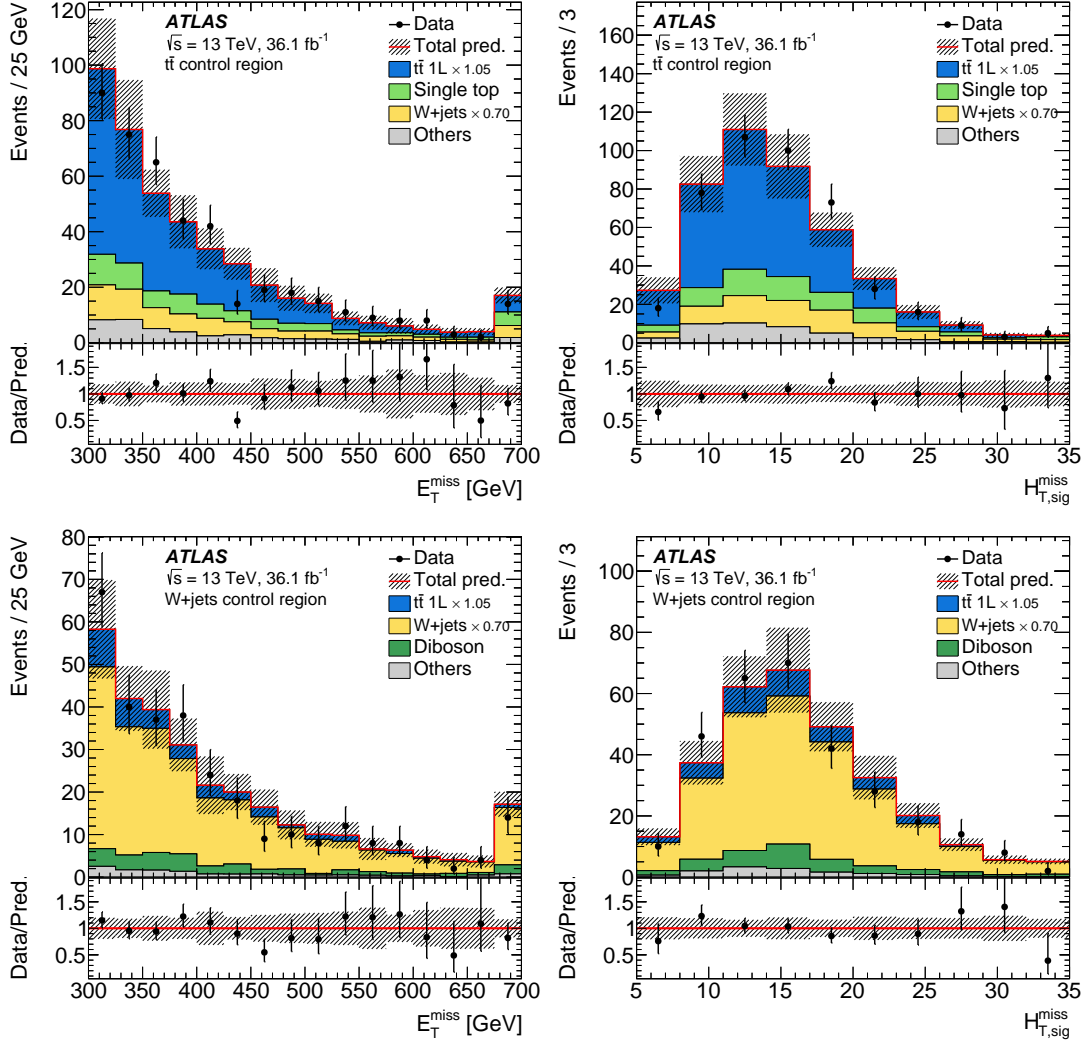 Events / 25 GeV
120
100
80
60
40
20
0
ATLAS
√s = 13 TeV, 36.1 fb⁻¹
tt̄ control region
Data
Total pred.
tt̄ 1L × 1.05
Single top
W+jets × 0.70
Others
Data/Pred.
1.5
1
0.5
300 350 400 450 500 550 600 650 700
E_T^miss [GeV]
Events / 3
160
140
120
100
80
60
40
20
0
ATLAS
√s = 13 TeV, 36.1 fb⁻¹
tt̄ control region
Data
Total pred.
tt̄ 1L × 1.05
Single top
W+jets × 0.70
Others
Data/Pred.
1.5
1
0.5
5 10 15 20 25 30 35
H_T,sig^miss
Events / 25 GeV
80
70
60
50
40
30
20
10
0
ATLAS
√s = 13 TeV, 36.1 fb⁻¹
W+jets control region
Data
Total pred.
tt̄ 1L × 1.05
W+jets × 0.70
Diboson
Others
Data/Pred.
1.5
1
0.5
300 350 400 450 500 550 600 650 700
E_T^miss [GeV]
Events / 3
100
80
60
40
20
0
ATLAS
√s = 13 TeV, 36.1 fb⁻¹
W+jets control region
Data
Total pred.
tt̄ 1L × 1.05
W+jets × 0.70
Diboson
Others
Data/Pred.
1.5
1
0.5
5 10 15 20 25 30 35
H_T,sig^miss